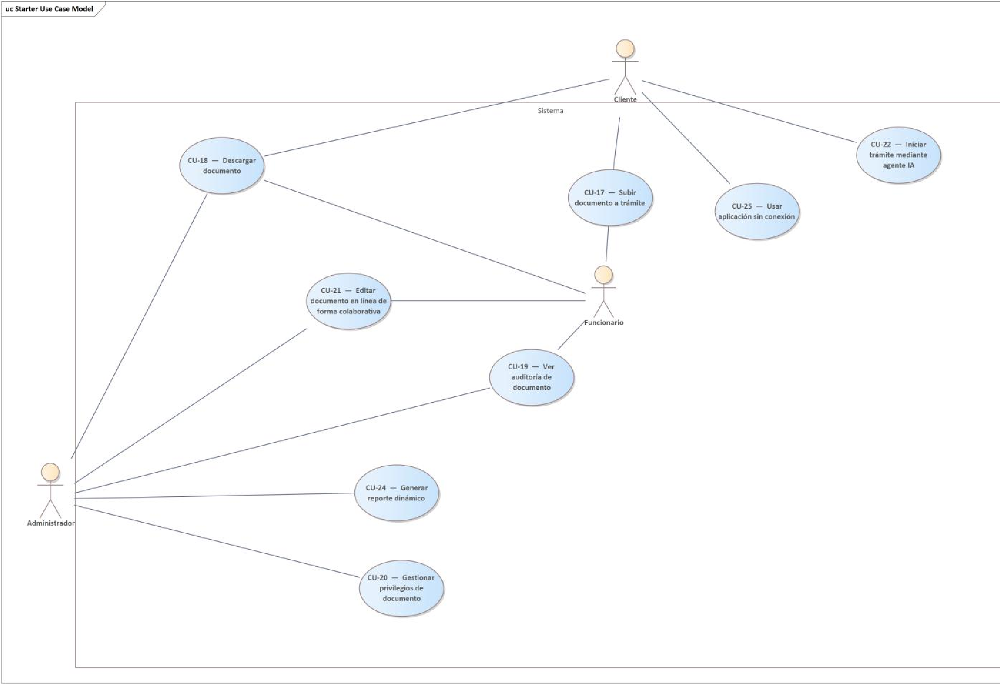 uc Starter Use Case Model
Cliente
Sistema
CU-18 — Descargar
documento
CU-22 — Iniciar
trámite mediante
agente IA
CU-17 — Subir
documento a trámite
CU-25 — Usar
aplicación sin conexión
CU-21 — Editar
documento en línea de
forma colaborativa
Funcionario
CU-19 — Ver
auditoría de
documento
CU-24 — Generar
reporte dinámico
Administrador
CU-20 — Gestionar
privilegios de
documento